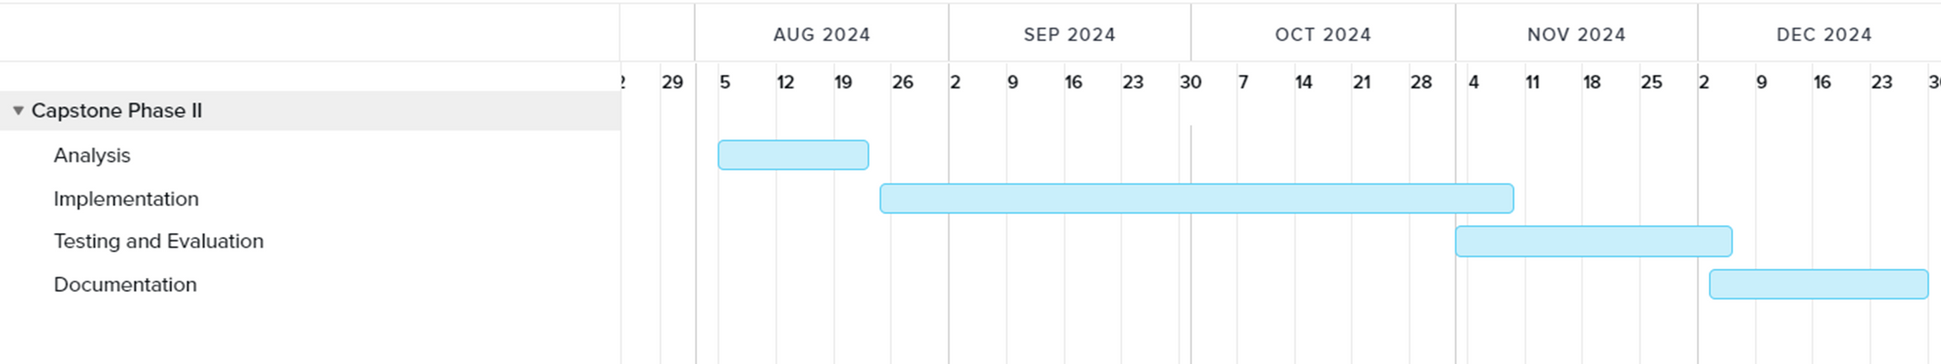 AUG 2024 SEP 2024 OCT 2024 NOV 2024 DEC 2024
29 5 12 19 26 2 9 16 23 30 7 14 21 28 4 11 18 25 2 9 16 23
Capstone Phase II
Analysis
Implementation
Testing and Evaluation
Documentation